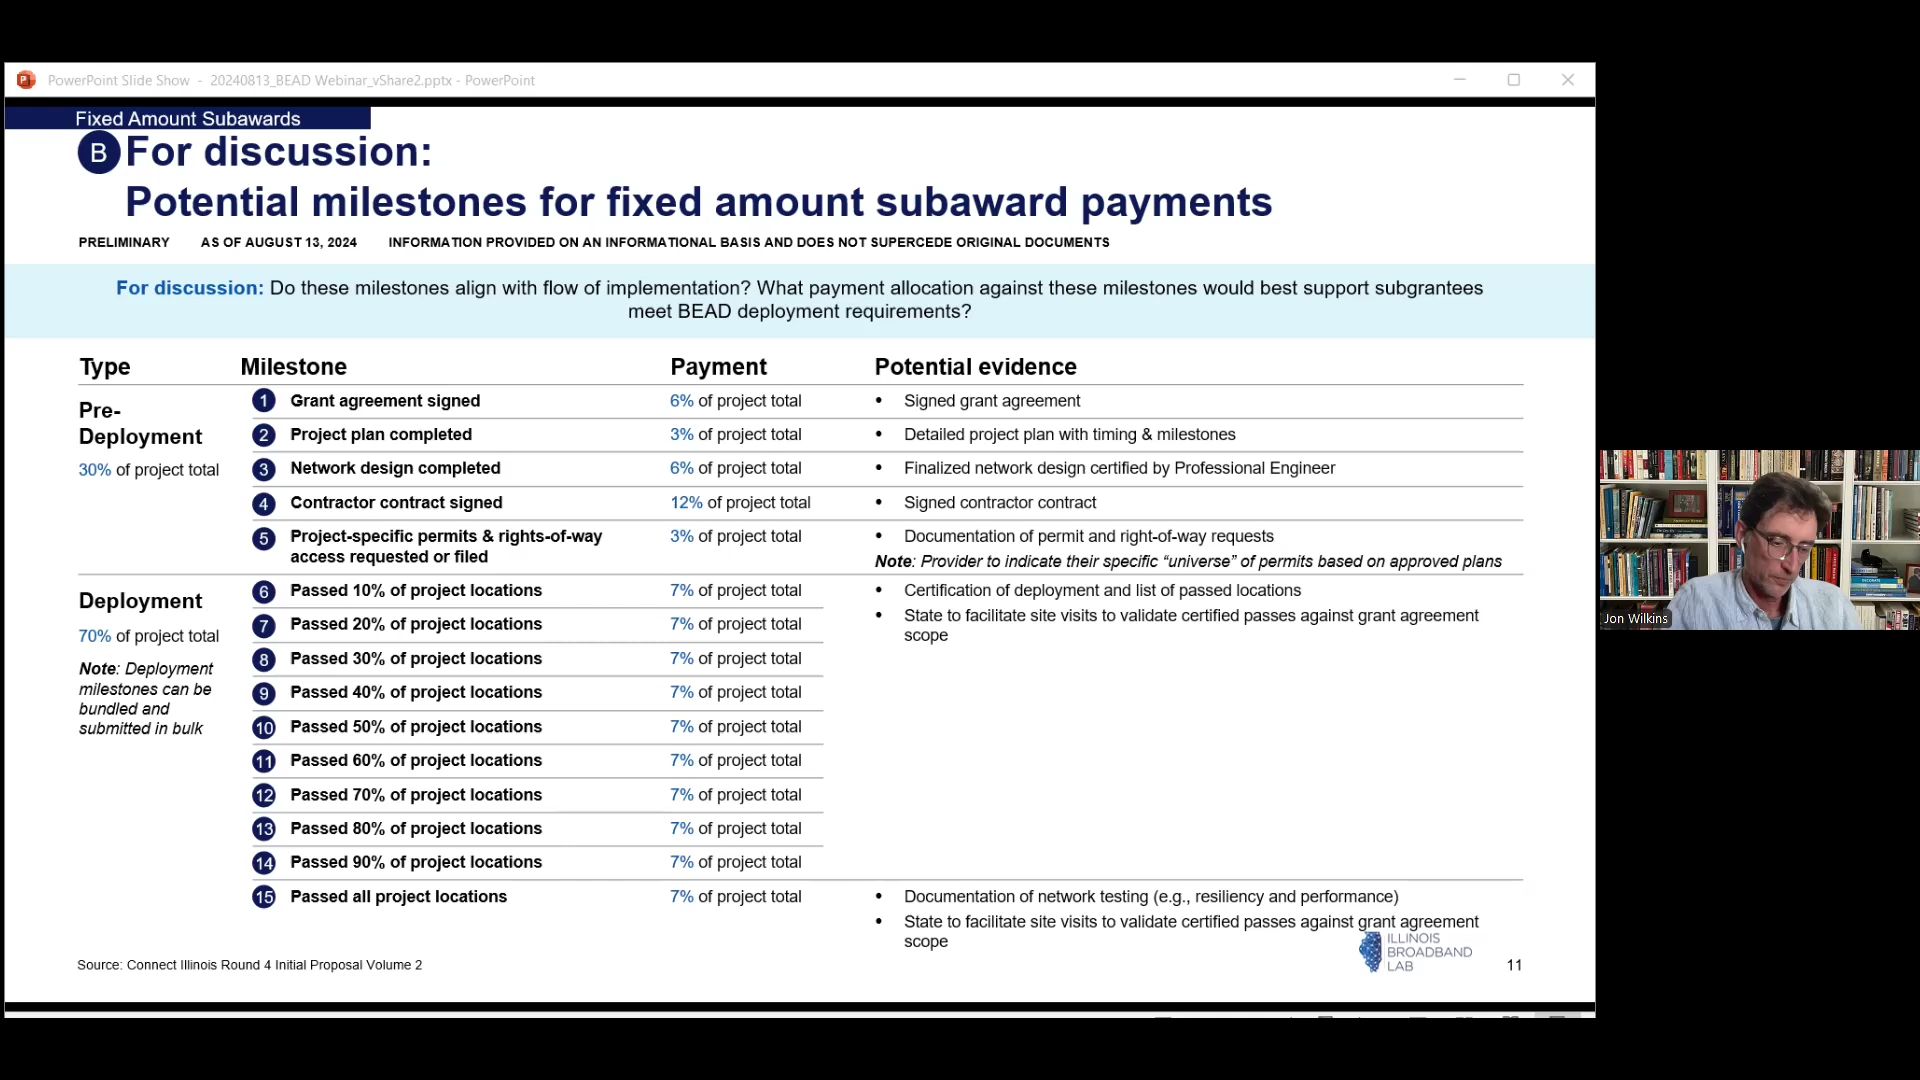 PowerPoint Slide Show - 20240813_BEAD Webinar_vShare2.pptx - PowerPoint
Fixed Amount Subawards
B For discussion:
Potential milestones for fixed amount subaward payments
PRELIMINARY AS OF AUGUST 13, 2024 INFORMATION PROVIDED ON AN INFORMATIONAL BASIS AND DOES NOT SUPERCEDE ORIGINAL DOCUMENTS
For discussion: Do these milestones align with flow of implementation? What payment allocation against these milestones would best support subgrantees
meet BEAD deployment requirements?
Type Milestone Payment Potential evidence
Pre-
Deployment
30% of project total
1 Grant agreement signed 6% of project total • Signed grant agreement
2 Project plan completed 3% of project total • Detailed project plan with timing & milestones
3 Network design completed 6% of project total • Finalized network design certified by Professional Engineer
4 Contractor contract signed 12% of project total • Signed contractor contract
5 Project-specific permits & rights-of-way 3% of project total • Documentation of permit and right-of-way requests
access requested or filed
Note: Provider to indicate their specific “universe” of permits based on approved plans
Deployment
70% of project total
Note: Deployment
milestones can be
bundled and
submitted in bulk
6 Passed 10% of project locations 7% of project total • Certification of deployment and list of passed locations
7 Passed 20% of project locations 7% of project total • State to facilitate site visits to validate certified passes against grant agreement
scope
8 Passed 30% of project locations 7% of project total
9 Passed 40% of project locations 7% of project total
10 Passed 50% of project locations 7% of project total
11 Passed 60% of project locations 7% of project total
12 Passed 70% of project locations 7% of project total
13 Passed 80% of project locations 7% of project total
14 Passed 90% of project locations 7% of project total
15 Passed all project locations 7% of project total • Documentation of network testing (e.g., resiliency and performance)
• State to facilitate site visits to validate certified passes against grant agreement
scope
ILLINOIS
BROADBAND
LAB
Source: Connect Illinois Round 4 Initial Proposal Volume 2
11
Jon Wilkins